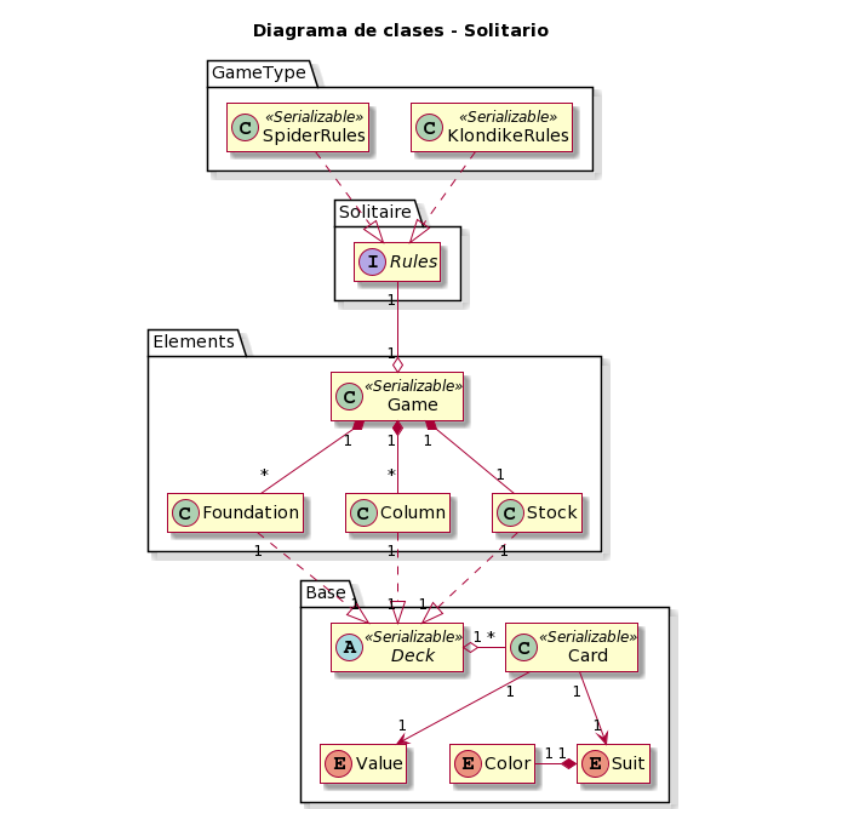 Diagrama de clases - Solitario
GameType
C «Serializable» SpiderRules
C «Serializable» KlondikeRules
Solitaire
I Rules
1
1
Elements
C «Serializable» Game
1 1 1
* * 1
C Foundation
C Column
C Stock
1 1 1
Base
1 1 1
A «Serializable» Deck
1 *
C «Serializable» Card
1 1
1 1
E Value
E Color
1 1
E Suit